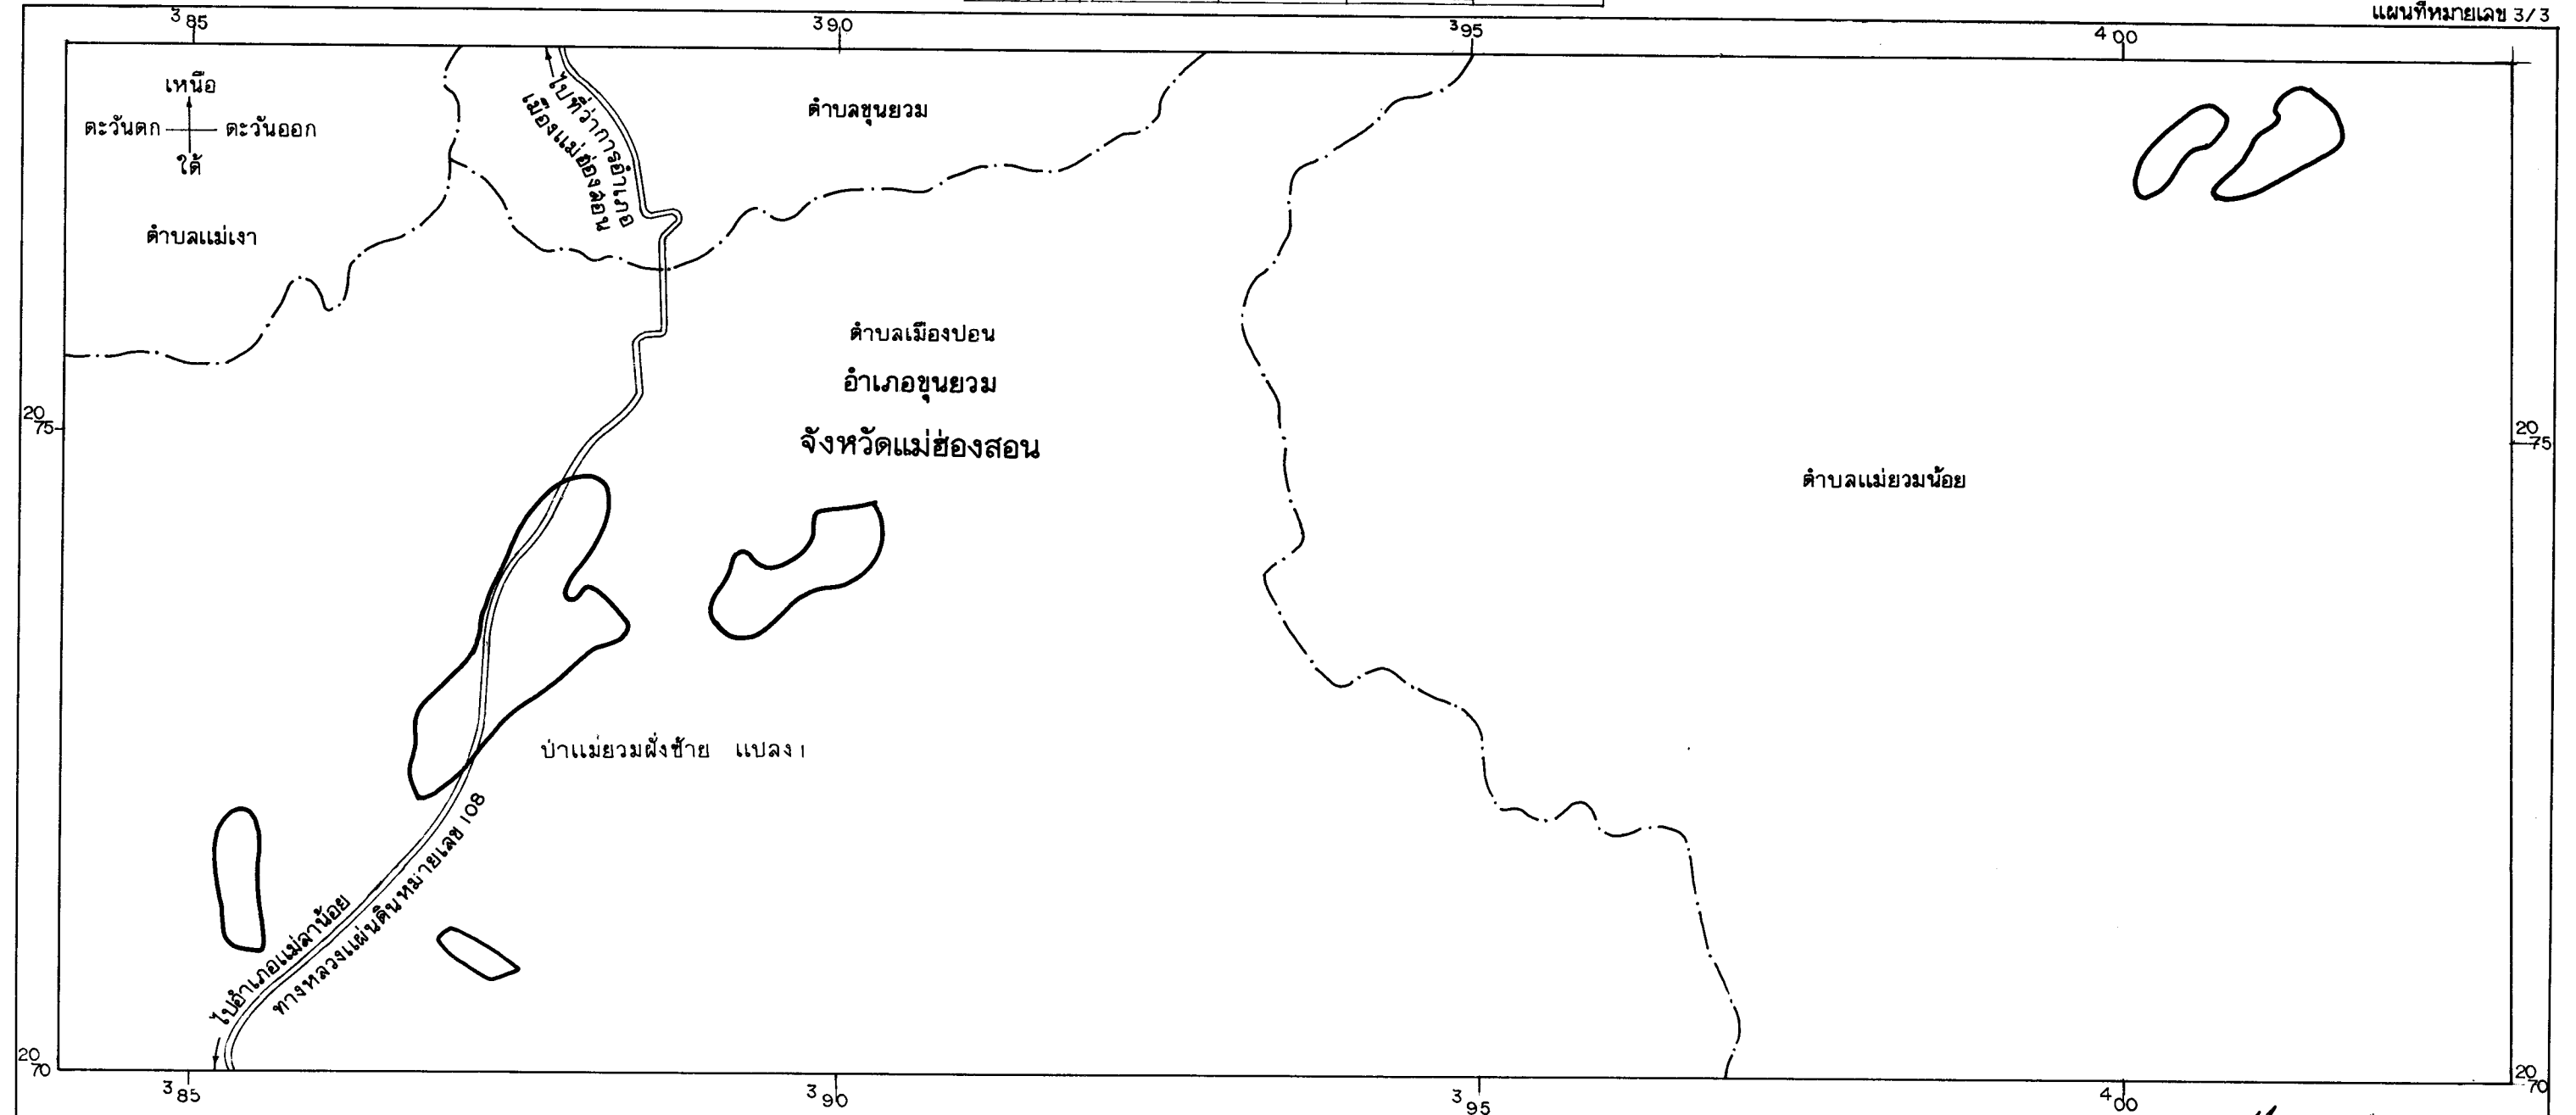 แผนที่หมายเลข 3/3
385
390
395
400
เหนือ
ตะวันตก
ตะวันออก
ใต้
ไปที่ว่าการอำเภอ
เมืองแม่ฮ่องสอน
ตำบลขุนยวม
ตำบลแม่เงา
ตำบลเมืองปอน
อำเภอขุนยวม
จังหวัดแม่ฮ่องสอน
2075
2075
ตำบลแม่ยวมน้อย
ป่าแม่ยวมฝั่งซ้าย แปลง 1
ไปอำเภอแม่ลาน้อย
ทางหลวงแผ่นดินหมายเลข 108
2070
2070
385
390
395
400